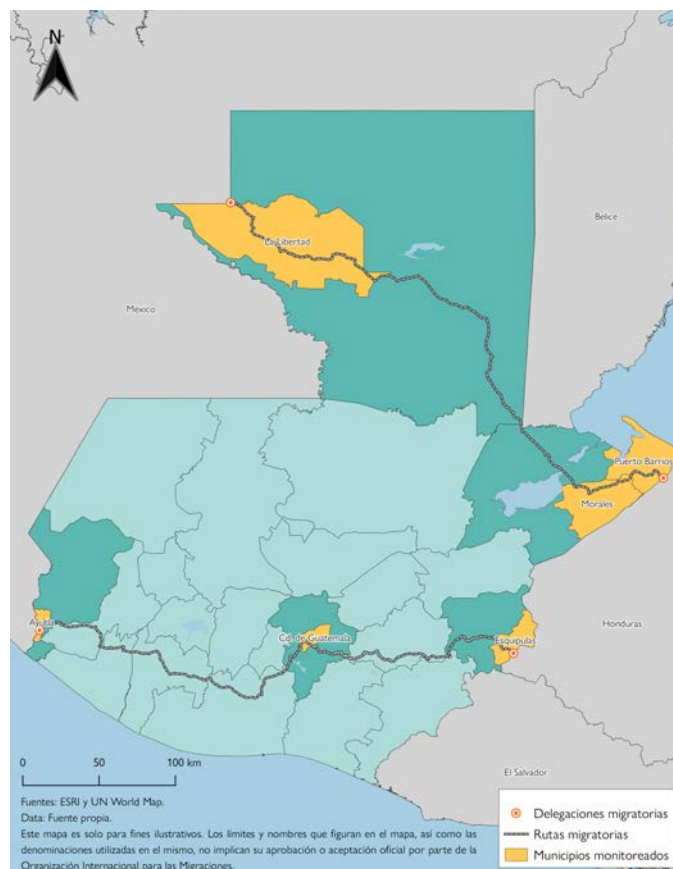 N
La Libertad
Belice
México
Puerto Barrios
Morales
Ayutla
Cd. de Guatemala
Esquipulas
Honduras
El Salvador
0 50 100 km
Fuentes: ESRI y UN World Map.
Data: Fuente propia.
Este mapa es solo para fines ilustrativos. Los límites y nombres que figuran en el mapa, así como las
denominaciones utilizadas en el mismo, no implican su aprobación o aceptación oficial por parte de la
Organización Internacional para las Migraciones.
Delegaciones migratorias
Rutas migratorias
Municipios monitoreados